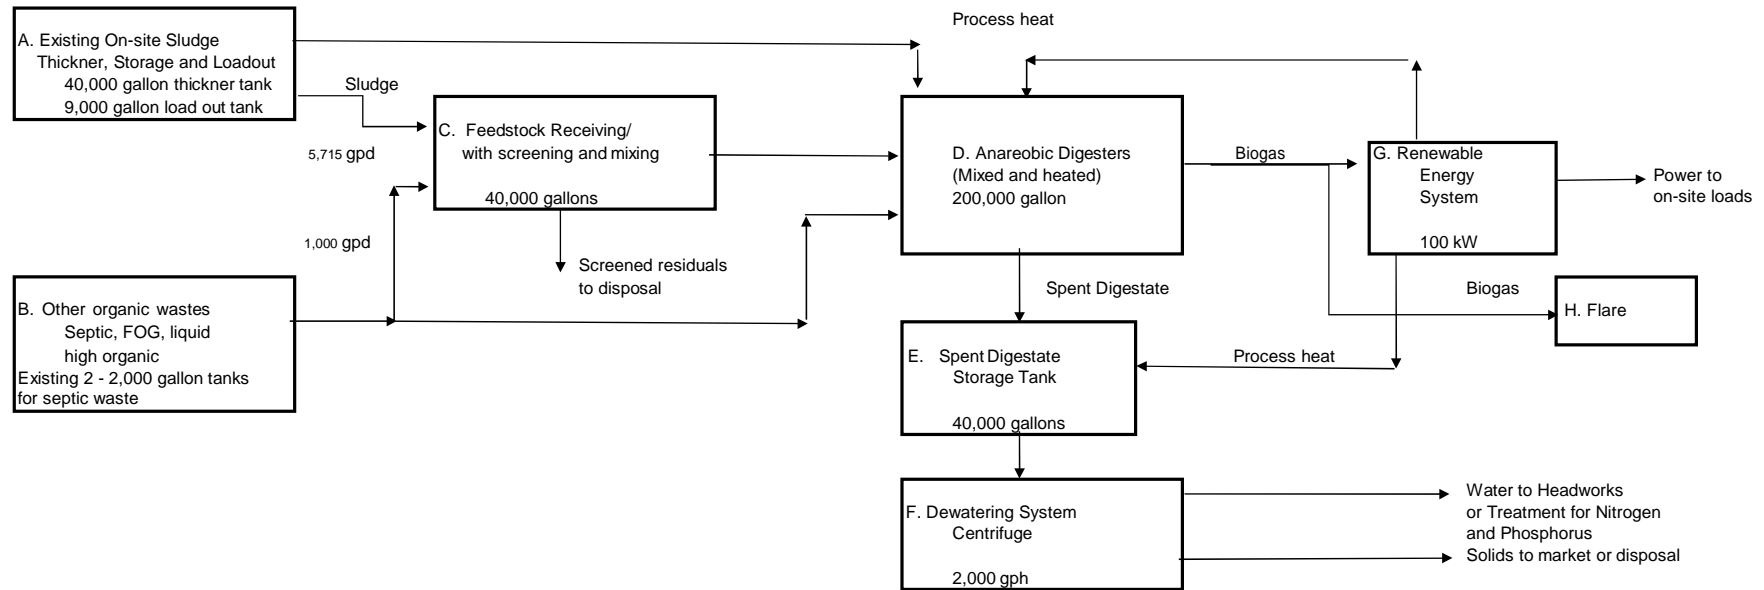 Process heat
A. Existing On-site Sludge
Thickner, Storage and Loadout
40,000 gallon thickner tank
9,000 gallon load out tank
Sludge
5,715 gpd
C. Feedstock Receiving/
with screening and mixing
40,000 gallons
1,000 gpd
Screened residuals
to disposal
B. Other organic wastes
Septic, FOG, liquid
high organic
Existing 2 - 2,000 gallon tanks
for septic waste
D. Anareobic Digesters
(Mixed and heated)
200,000 gallon
Biogas
G. Renewable
Energy
System
100 kW
Power to
on-site loads
Spent Digestate
Biogas
H. Flare
E. Spent Digestate
Storage Tank
40,000 gallons
Process heat
F. Dewatering System
Centrifuge
2,000 gph
Water to Headworks
or Treatment for Nitrogen
and Phosphorus
Solids to market or disposal